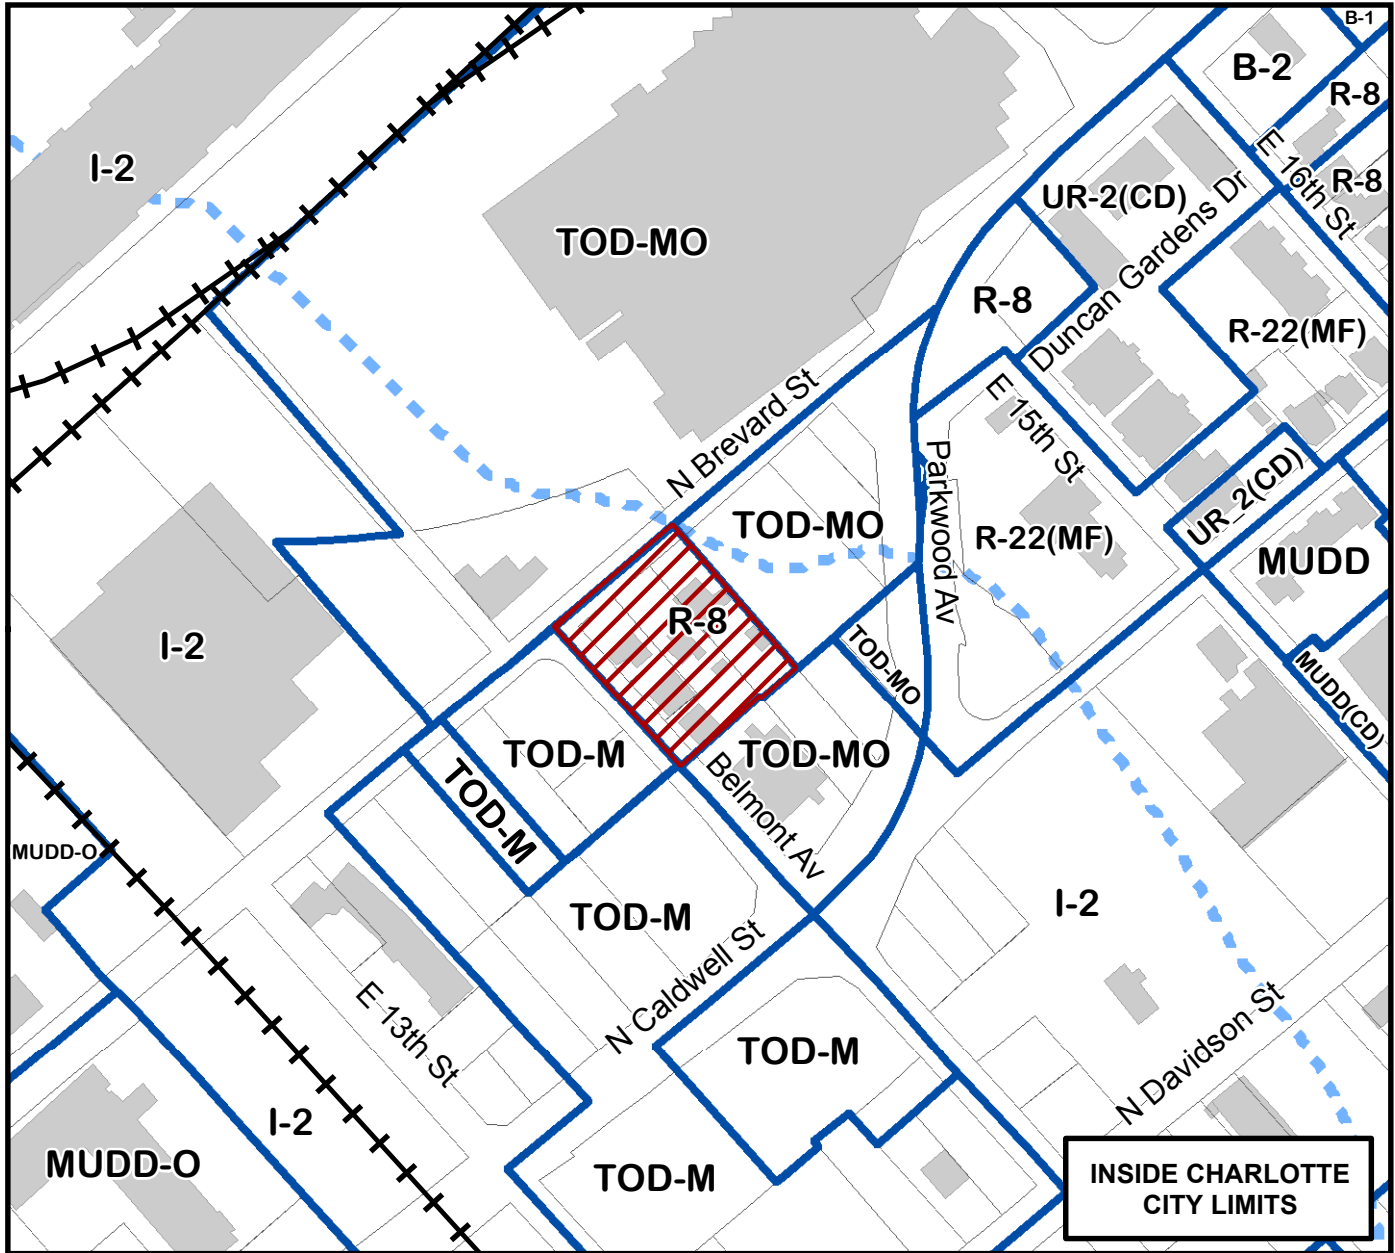 B-1
B-2
R-8
I-2
E 16th St
R-8
UR-2(CD)
TOD-MO
Duncan Gardens Dr
R-8
R-22(MF)
N Brevard St
E 15th St
Parkwood Av
UR_2(CD)
TOD-MO
R-22(MF)
MUDD
R-8
I-2
TOD-MO
MUDD(CD)
TOD-M
TOD-MO
TOD-M
Belmont Av
MUDD-O
I-2
TOD-M
N Caldwell St
E 13th St
TOD-M
N Davidson St
I-2
MUDD-O
TOD-M
INSIDE CHARLOTTE
CITY LIMITS